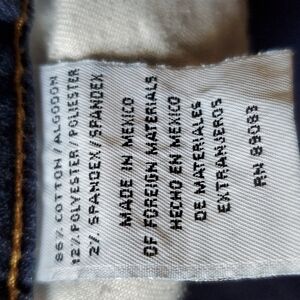 86% COTTON / ALGODON
12% POLYESTER / POLIESTER
2% SPANDEX / SPANDEX
MADE IN MEXICO
OF FOREIGN MATERIALS
HECHO EN MEXICO
DE MATERIALES
EXTRANJEROS
RN 89083